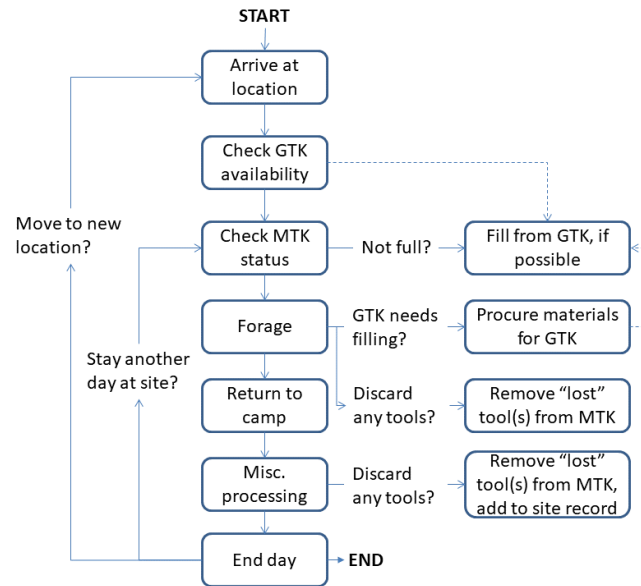 START
Arrive at
location
Check GTK
availability
Move to new
location?
Check MTK
status
Not full?
Fill from GTK, if
possible
Forage
GTK needs
filling?
Procure materials
for GTK
Stay another
day at site?
Return to
camp
Discard
any tools?
Remove “lost”
tool(s) from MTK
Misc.
processing
Discard
any tools?
Remove “lost”
tool(s) from MTK,
add to site record
End day
END